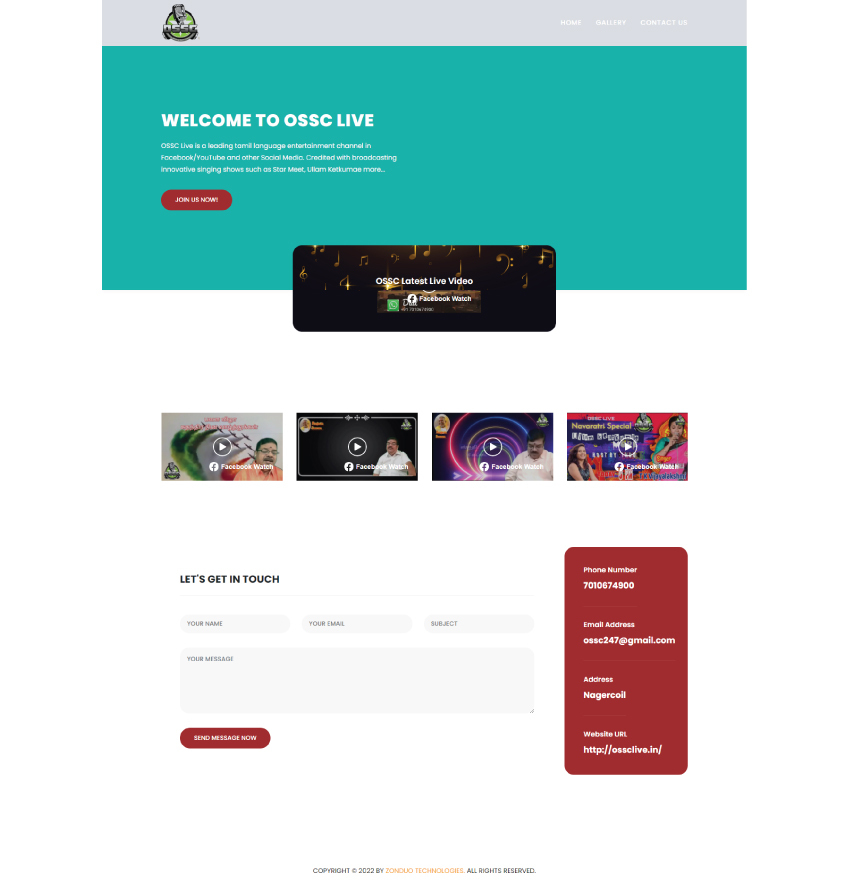 OSSC
HOME GALLERY CONTACT US
WELCOME TO OSSC LIVE
OSSC Live is a leading tamil language entertainment channel in
Facebook/YouTube and other Social Media. Credited with broadcasting
Innovative singing shows such as Star Meet, Ullam Ketkumae more...
JOIN US NOW!
OSSC Latest Live Video
Facebook Watch
Facebook Watch
Facebook Watch
Facebook Watch
OSSC LIVE
Navaratri Special
Facebook Watch
LET'S GET IN TOUCH
YOUR NAME
YOUR EMAIL
SUBJECT
YOUR MESSAGE
SEND MESSAGE NOW
Phone Number
7010674900
Email Address
ossc247@gmail.com
Address
Nagercoil
Website URL
http://ossclive.in/
COPYRIGHT © 2022 BY ZONDUO TECHNOLOGIES. ALL RIGHTS RESERVED.